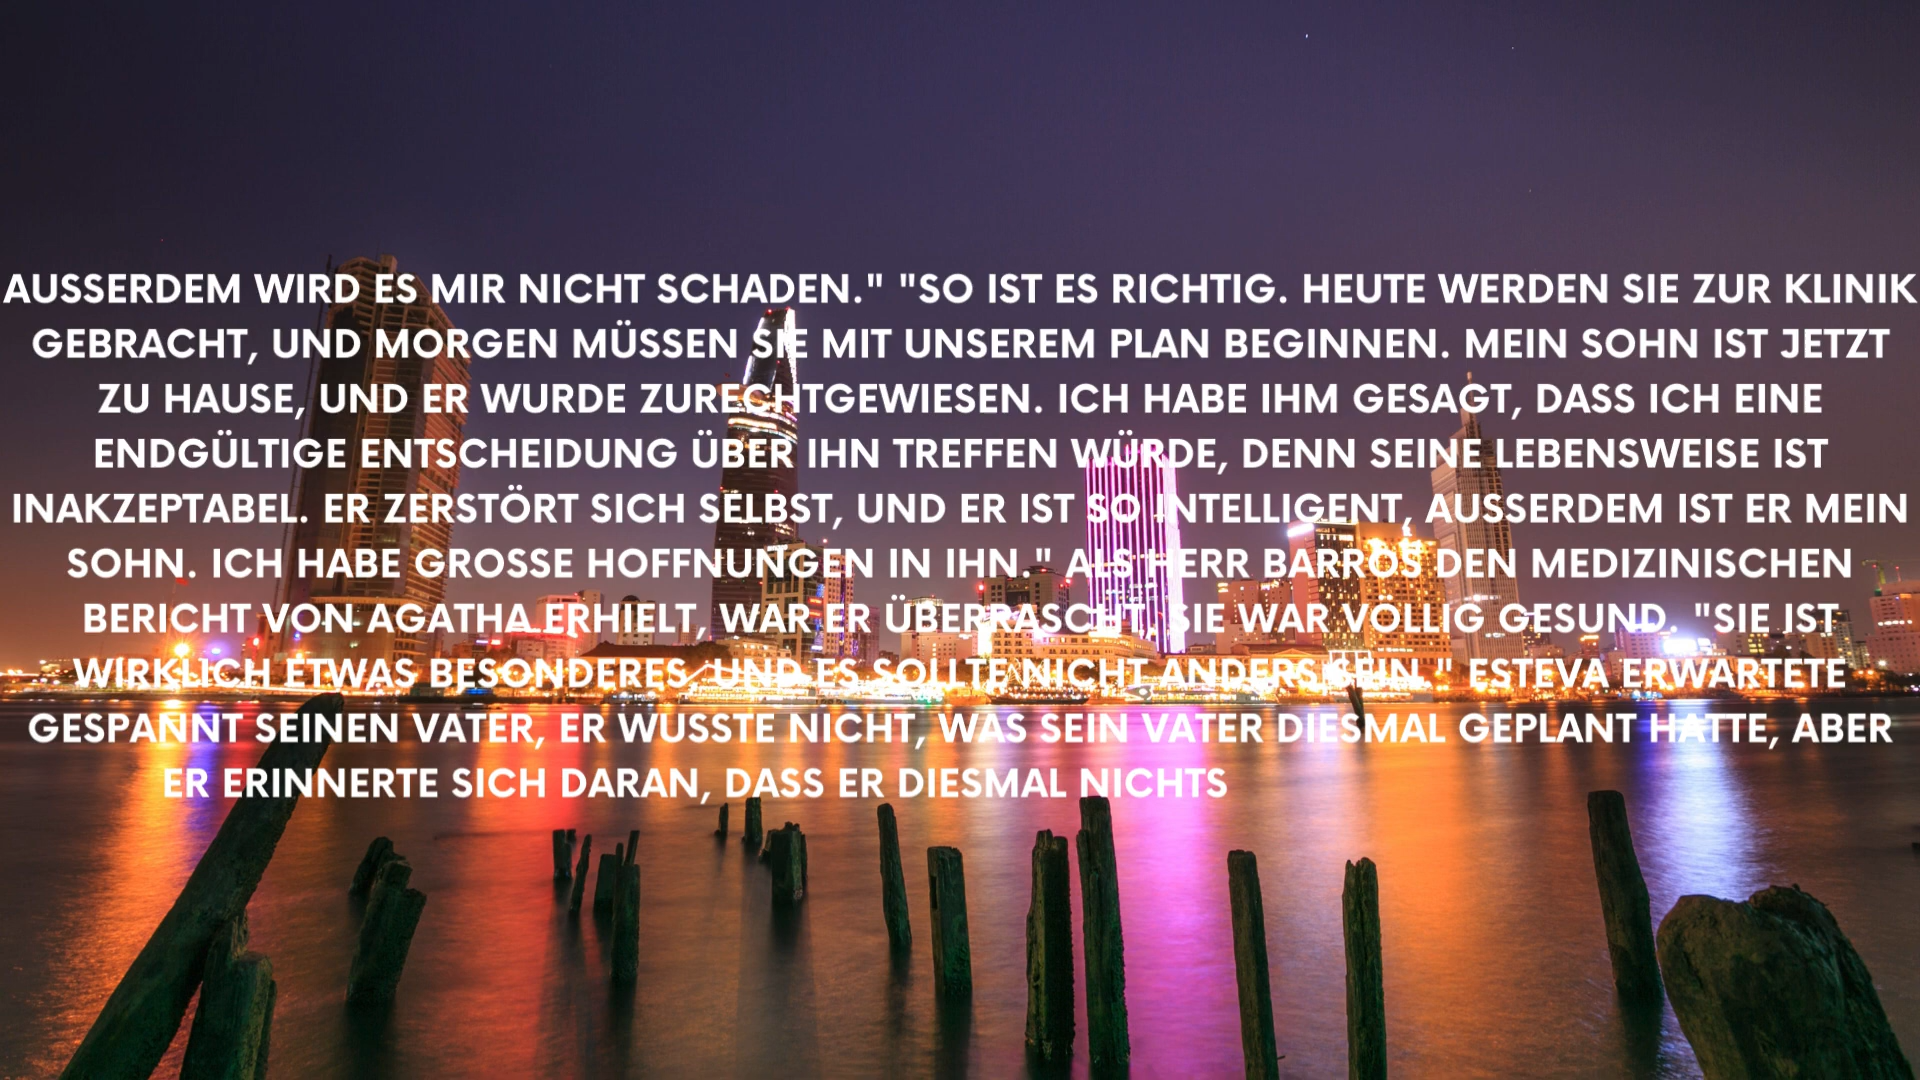 AUSSERDEM WIRD ES MIR NICHT SCHADEN." "SO IST ES RICHTIG. HEUTE WERDEN SIE ZUR KLINIK
GEBRACHT, UND MORGEN MÜSSEN SIE MIT UNSEREM PLAN BEGINNEN. MEIN SOHN IST JETZT
ZU HAUSE, UND ER WURDE ZURECHTGEWIESEN. ICH HABE IHM GESAGT, DASS ICH EINE
ENDGÜLTIGE ENTSCHEIDUNG ÜBER IHN TREFFEN WÜRDE, DENN SEINE LEBENSWEISE IST
INAKZEPTABEL. ER ZERSTÖRT SICH SELBST, UND ER IST SO INTELLIGENT, AUSSERDEM IST ER MEIN
SOHN. ICH HABE GROSSE HOFFNUNGEN IN IHN." ALS HERR BARROS DEN MEDIZINISCHEN
BERICHT VON AGATHA ERHIELT, WAR ER ÜBERRASCHT, SIE WAR VÖLLIG GESUND. "SIE IST
WIRKLICH ETWAS BESONDERES, UND ES SOLLTE NICHT ANDERS SEIN." ESTEVA ERWARTETE
GESPANNT SEINEN VATER, ER WUSSTE NICHT, WAS SEIN VATER DIESMAL GEPLANT HATTE, ABER
ER ERINNERTE SICH DARAN, DASS ER DIESMAL NICHTS